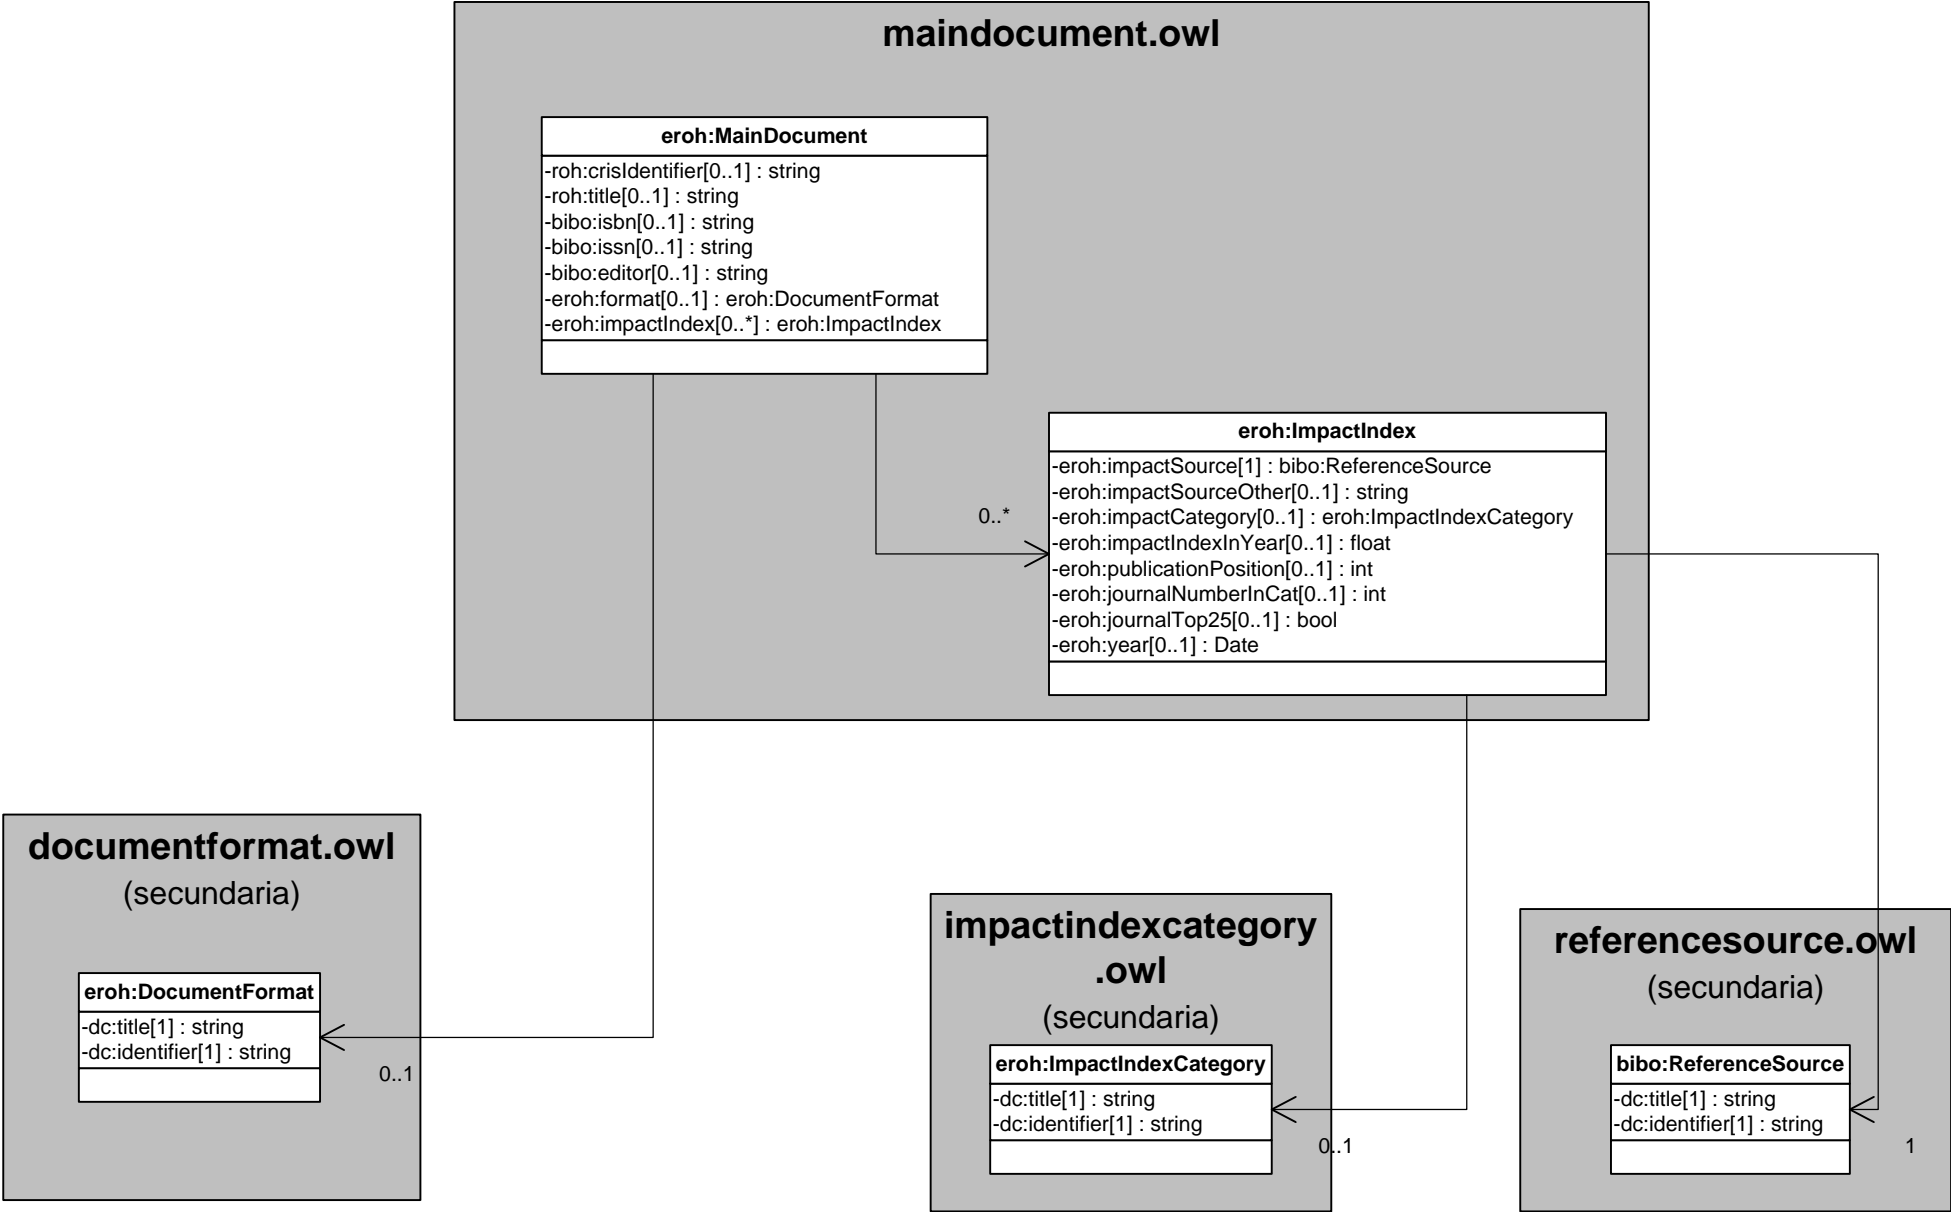 maindocument.owl
eroh:MainDocument
-roh:crisIdentifier[0..1] : string
-roh:title[0..1] : string
-bibo:isbn[0..1] : string
-bibo:issn[0..1] : string
-bibo:editor[0..1] : string
-eroh:format[0..1] : eroh:DocumentFormat
-eroh:impactIndex[0..*] : eroh:ImpactIndex
eroh:ImpactIndex
-eroh:impactSource[1] : bibo:ReferenceSource
-eroh:impactSourceOther[0..1] : string
-eroh:impactCategory[0..1] : eroh:ImpactIndexCategory
-eroh:impactIndexInYear[0..1] : float
-eroh:publicationPosition[0..1] : int
-eroh:journalNumberInCat[0..1] : int
-eroh:journalTop25[0..1] : bool
-eroh:year[0..1] : Date
0..*
documentformat.owl
(secundaria)
eroh:DocumentFormat
-dc:title[1] : string
-dc:identifier[1] : string
0..1
impactindexcategory
.owl
(secundaria)
eroh:ImpactIndexCategory
-dc:title[1] : string
-dc:identifier[1] : string
0..1
referencesource.owl
(secundaria)
bibo:ReferenceSource
-dc:title[1] : string
-dc:identifier[1] : string
1